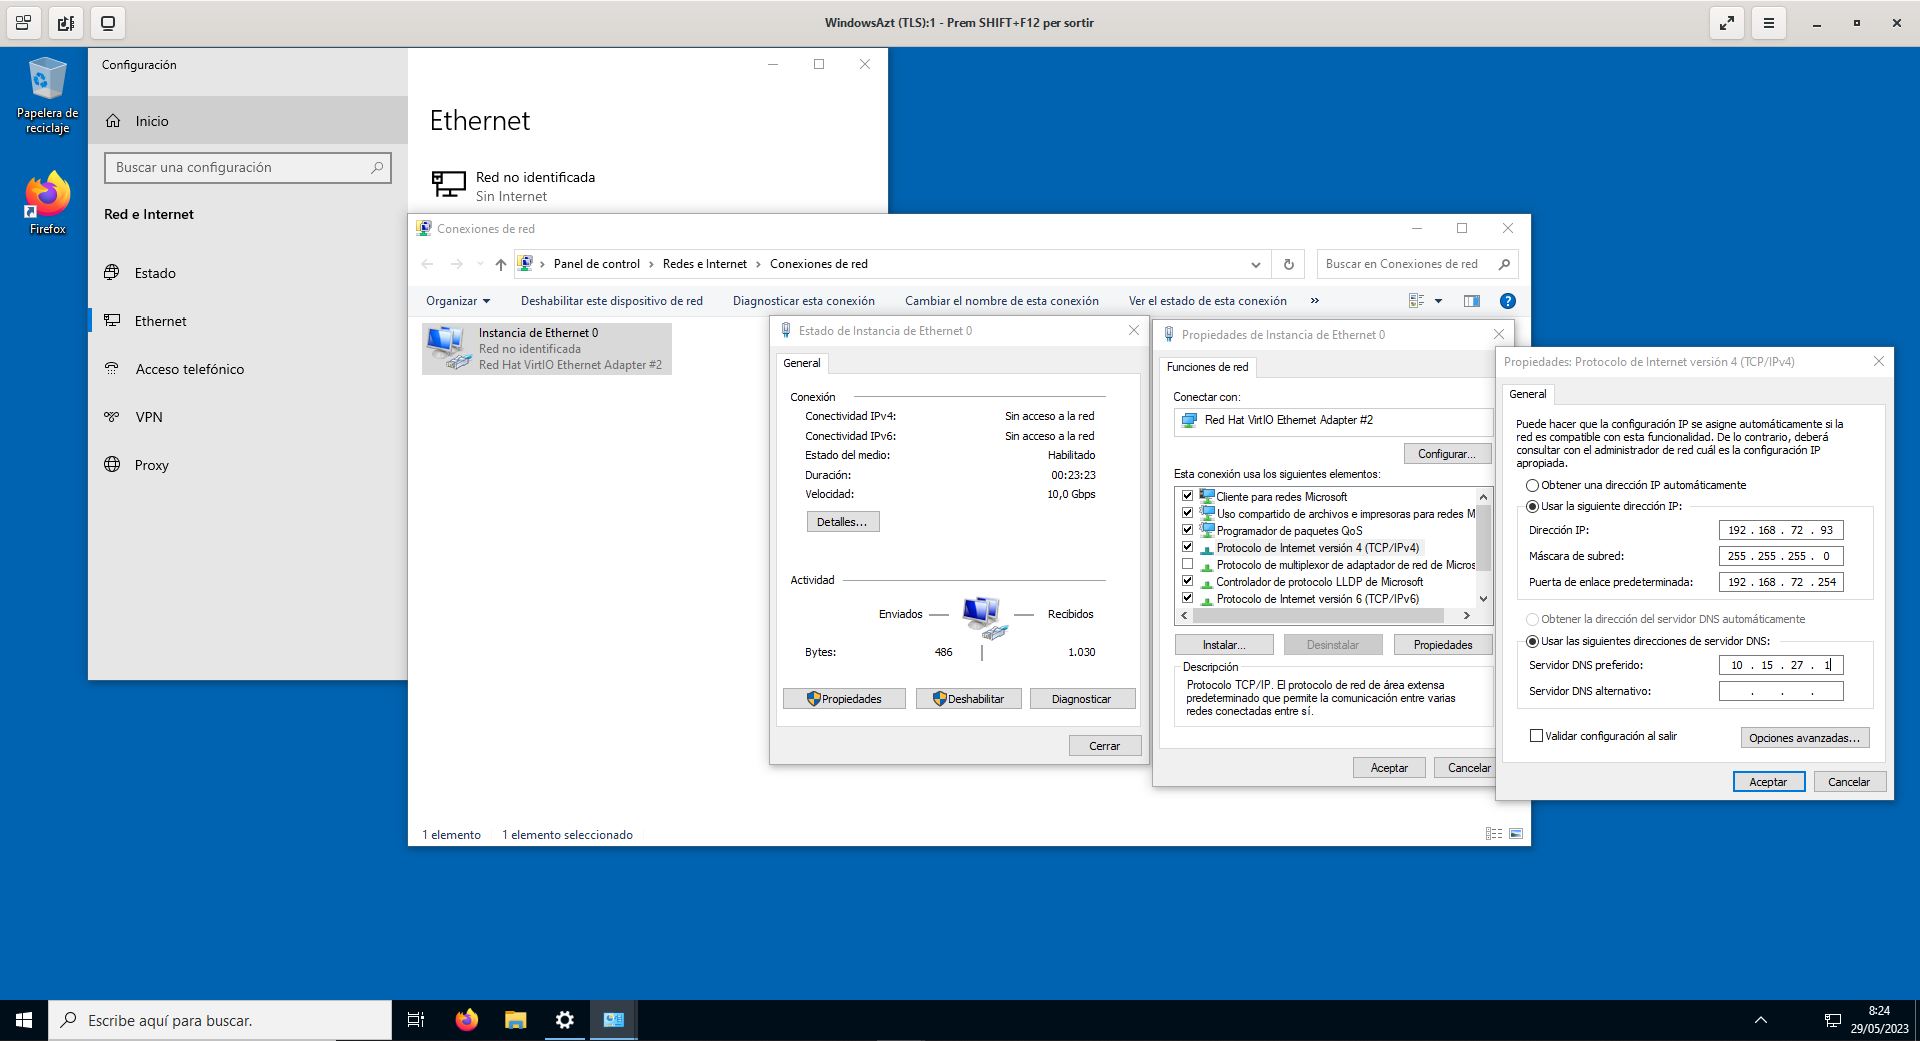 WindowsAzt (TLS):1 - Prem SHIFT+F12 per sortir
Papelera de
reciclaje
Firefox
Configuración
Inicio
Buscar una configuración
Red e Internet
Estado
Ethernet
Acceso telefónico
VPN
Proxy
Ethernet
Red no identificada
Sin Internet
Conexiones de red
Panel de control › Redes e Internet › Conexiones de red
Buscar en Conexiones de red
Organizar Deshabilitar este dispositivo de red Diagnosticar esta conexión Cambiar el nombre de esta conexión Ver el estado de esta conexión »
Instancia de Ethernet 0
Red no identificada
Red Hat VirtIO Ethernet Adapter #2
1 elemento 1 elemento seleccionado
Estado de Instancia de Ethernet 0
General
Conexión
Conectividad IPv4: Sin acceso a la red
Conectividad IPv6: Sin acceso a la red
Estado del medio: Habilitado
Duración: 00:23:23
Velocidad: 10,0 Gbps
Detalles...
Actividad
Enviados Recibidos
Bytes: 486 1.030
Propiedades Deshabilitar Diagnosticar
Cerrar
Propiedades de Instancia de Ethernet 0
Funciones de red
Conectar con:
Red Hat VirtIO Ethernet Adapter #2
Configurar...
Esta conexión usa los siguientes elementos:
Cliente para redes Microsoft
Uso compartido de archivos e impresoras para redes M
Programador de paquetes QoS
Protocolo de Internet versión 4 (TCP/IPv4)
Protocolo de multiplexor de adaptador de red de Micros
Controlador de protocolo LLDP de Microsoft
Protocolo de Internet versión 6 (TCP/IPv6)
Instalar... Desinstalar Propiedades
Descripción
Protocolo TCP/IP. El protocolo de red de área extensa
predeterminado que permite la comunicación entre varias
redes conectadas entre sí.
Aceptar Cancelar
Propiedades: Protocolo de Internet versión 4 (TCP/IPv4)
General
Puede hacer que la configuración IP se asigne automáticamente si la
red es compatible con esta funcionalidad. De lo contrario, deberá
consultar con el administrador de red cuál es la configuración IP
apropiada.
Obtener una dirección IP automáticamente
Usar la siguiente dirección IP:
Dirección IP: 192 . 168 . 72 . 93
Máscara de subred: 255 . 255 . 255 . 0
Puerta de enlace predeterminada: 192 . 168 . 72 . 254
Obtener la dirección del servidor DNS automáticamente
Usar las siguientes direcciones de servidor DNS:
Servidor DNS preferido: 10 . 15 . 27 . 1
Servidor DNS alternativo: . . .
Validar configuración al salir Opciones avanzadas...
Aceptar Cancelar
Escribe aquí para buscar.
8:24
29/05/2023